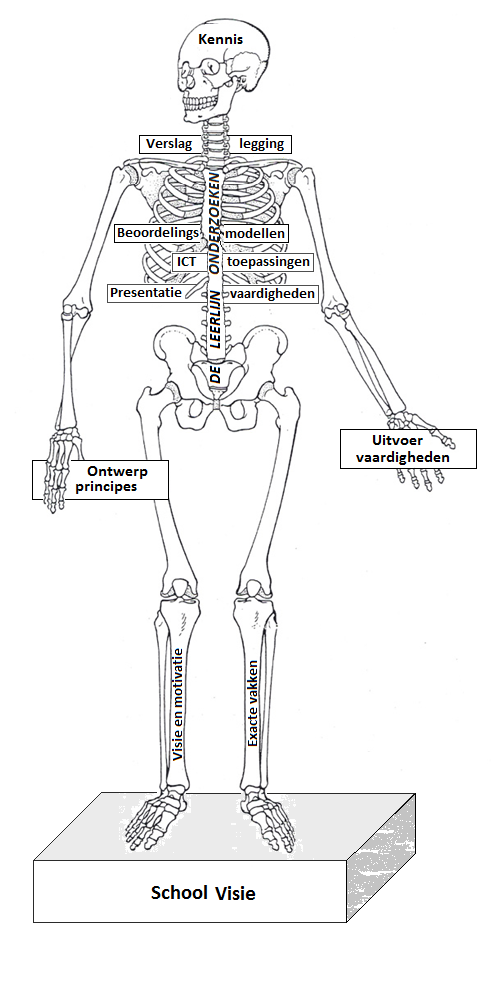 Kennis
Verslag legging
Beoordelings modellen
ICT toepassingen
Presentatie vaardigheden
DE LEERLIJN ONDERZOEKEN
Uitvoer
vaardigheden
Ontwerp
principes
Visie en motivatie
Exacte vakken
School Visie